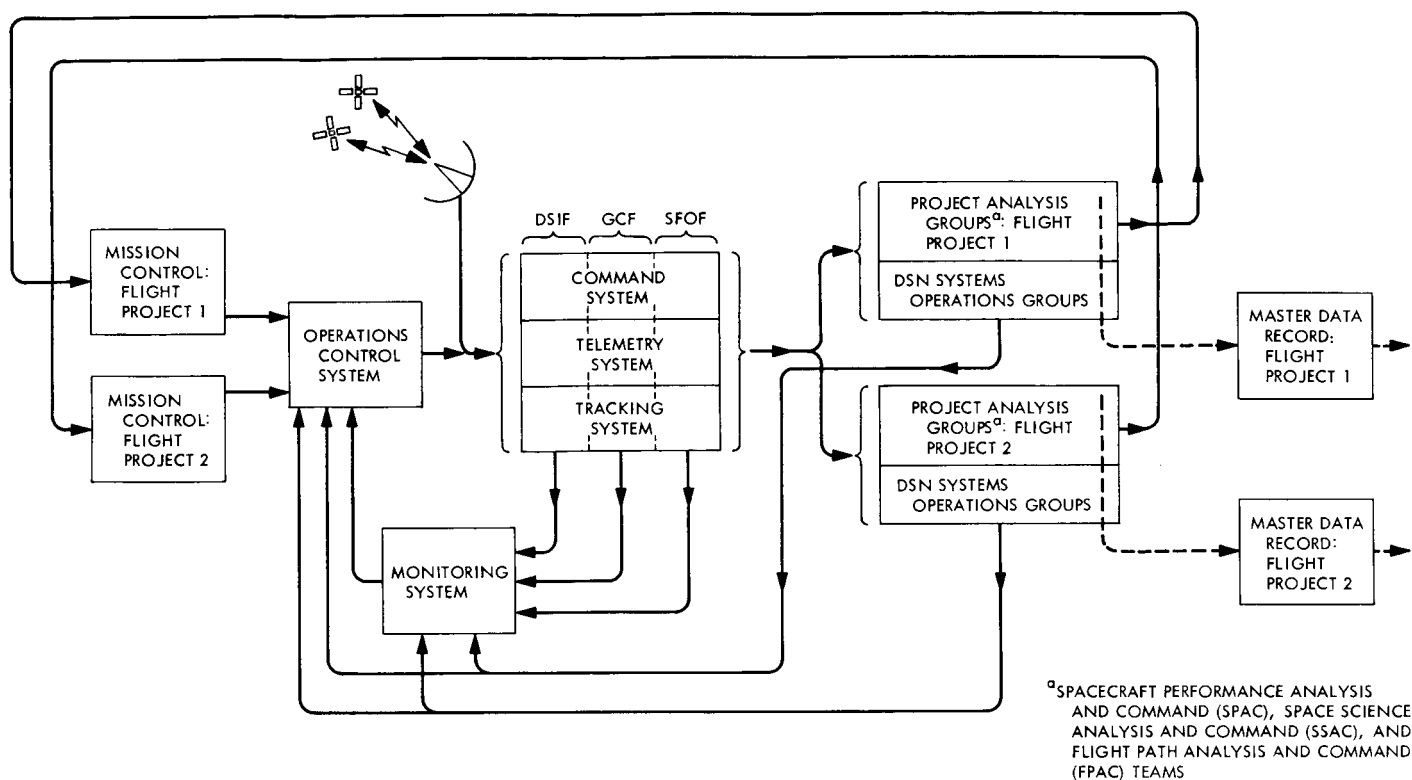 DSIF GCF SFOF
MISSION
CONTROL:
FLIGHT
PROJECT 1
MISSION
CONTROL:
FLIGHT
PROJECT 2
OPERATIONS
CONTROL
SYSTEM
COMMAND
SYSTEM
TELEMETRY
SYSTEM
TRACKING
SYSTEM
MONITORING
SYSTEM
PROJECT ANALYSIS
GROUPSa: FLIGHT
PROJECT 1
DSN SYSTEMS
OPERATIONS GROUPS
PROJECT ANALYSIS
GROUPSa: FLIGHT
PROJECT 2
DSN SYSTEMS
OPERATIONS GROUPS
MASTER DATA
RECORD:
FLIGHT
PROJECT 1
MASTER DATA
RECORD:
FLIGHT
PROJECT 2
aSPACECRAFT PERFORMANCE ANALYSIS
AND COMMAND (SPAC), SPACE SCIENCE
ANALYSIS AND COMMAND (SSAC), AND
FLIGHT PATH ANALYSIS AND COMMAND
(FPAC) TEAMS